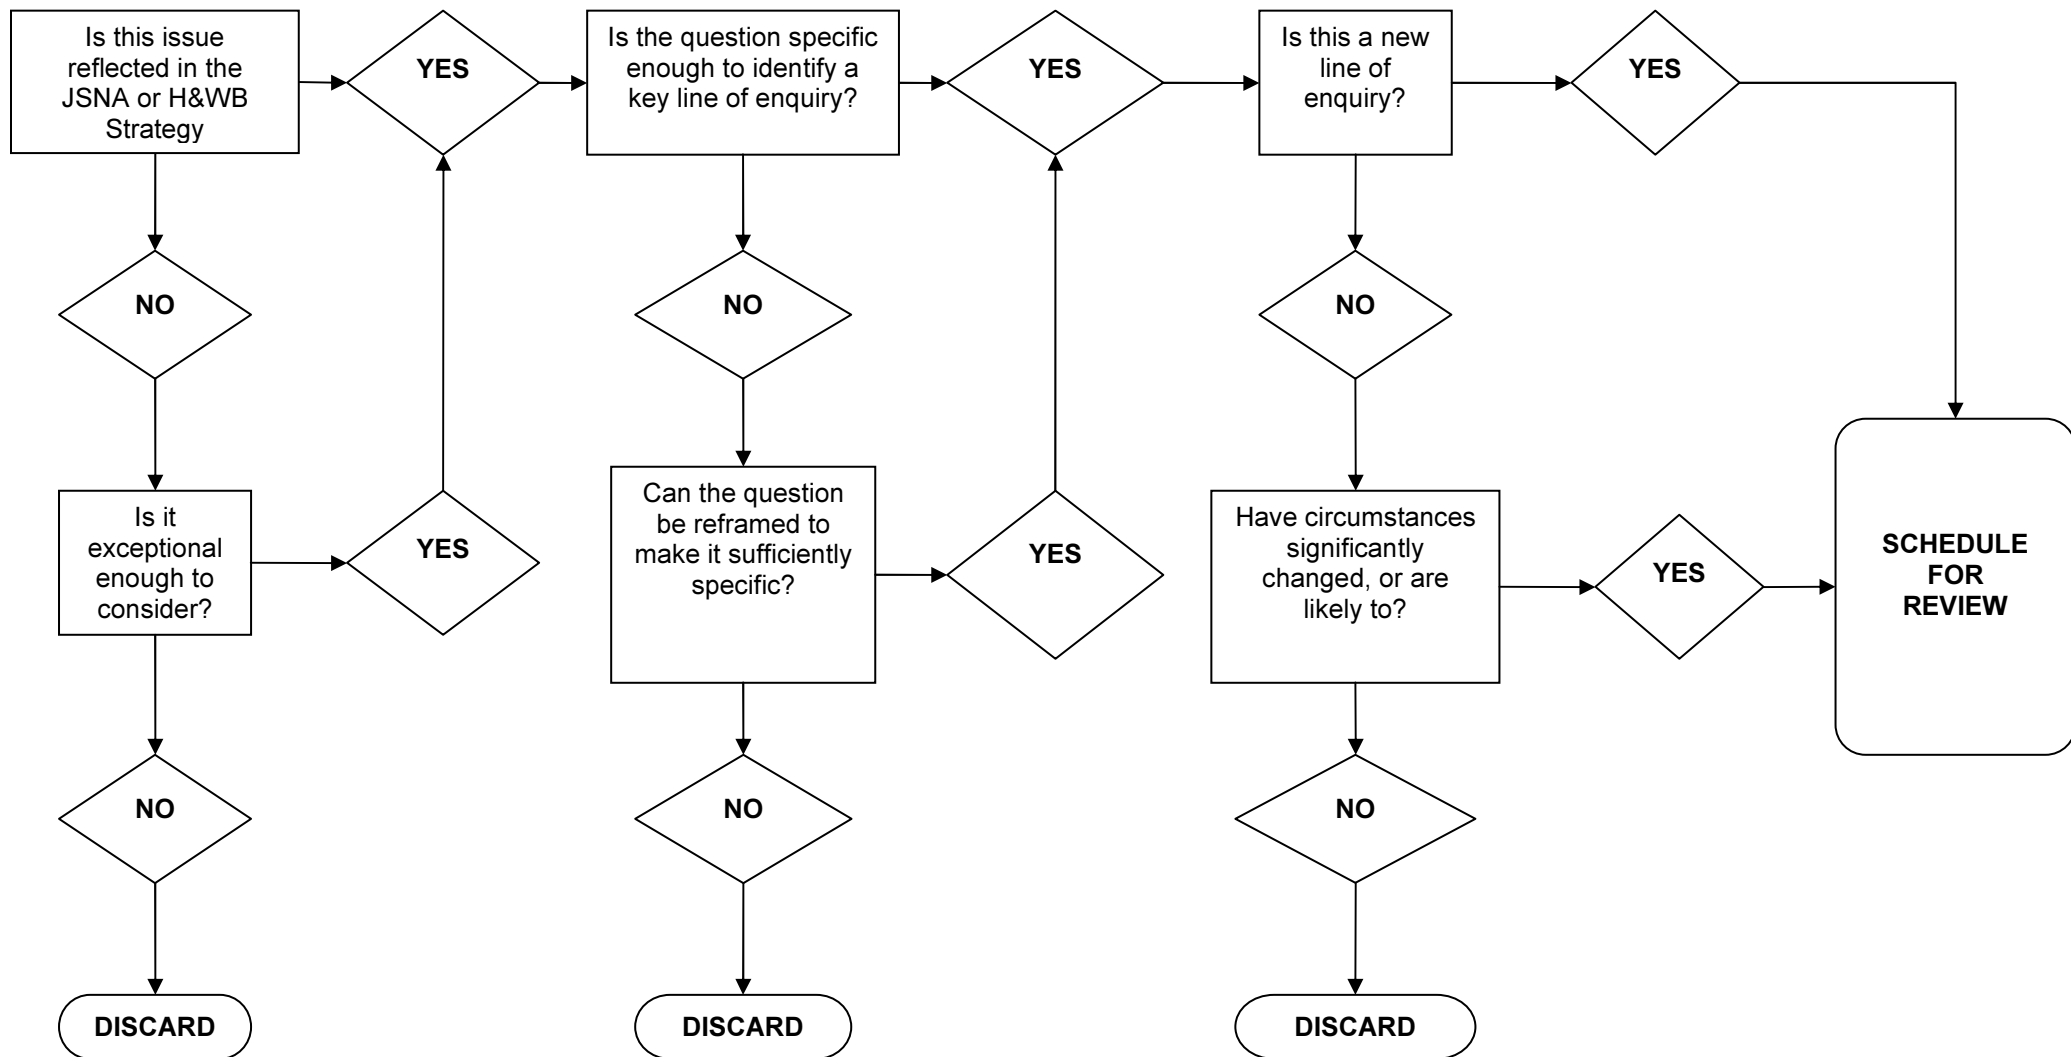 Is this issue
reflected in the
JSNA or H&WB
Strategy
YES
Is the question specific
enough to identify a
key line of enquiry?
YES
Is this a new
line of
enquiry?
YES
NO
NO
NO
Is it
exceptional
enough to
consider?
YES
Can the question
be reframed to
make it sufficiently
specific?
YES
Have circumstances
significantly
changed, or are
likely to?
YES
SCHEDULE
FOR
REVIEW
NO
NO
NO
DISCARD
DISCARD
DISCARD